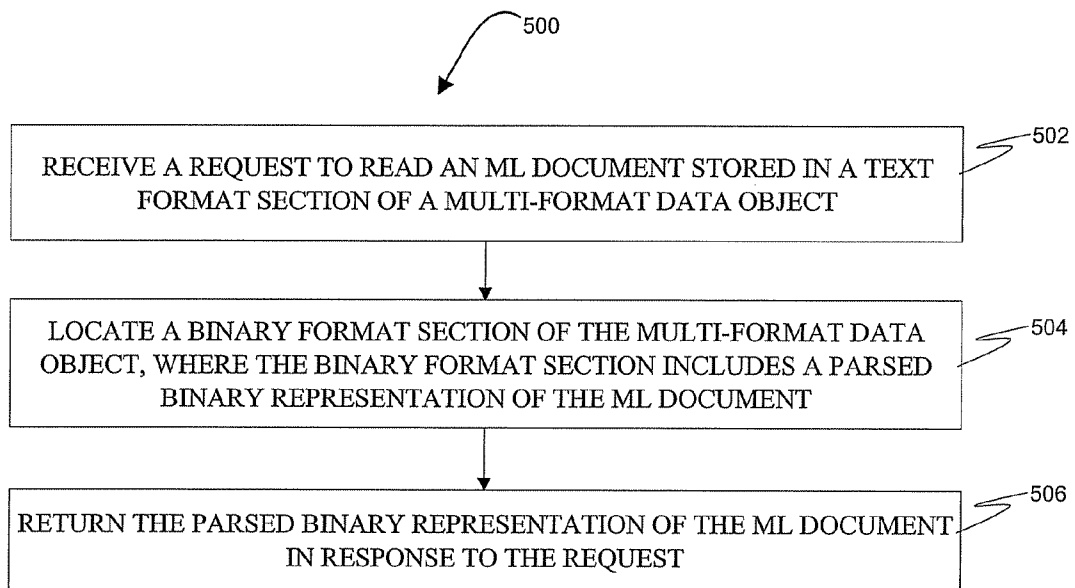 500
502
RECEIVE A REQUEST TO READ AN ML DOCUMENT STORED IN A TEXT
FORMAT SECTION OF A MULTI-FORMAT DATA OBJECT
504
LOCATE A BINARY FORMAT SECTION OF THE MULTI-FORMAT DATA
OBJECT, WHERE THE BINARY FORMAT SECTION INCLUDES A PARSED
BINARY REPRESENTATION OF THE ML DOCUMENT
506
RETURN THE PARSED BINARY REPRESENTATION OF THE ML DOCUMENT
IN RESPONSE TO THE REQUEST